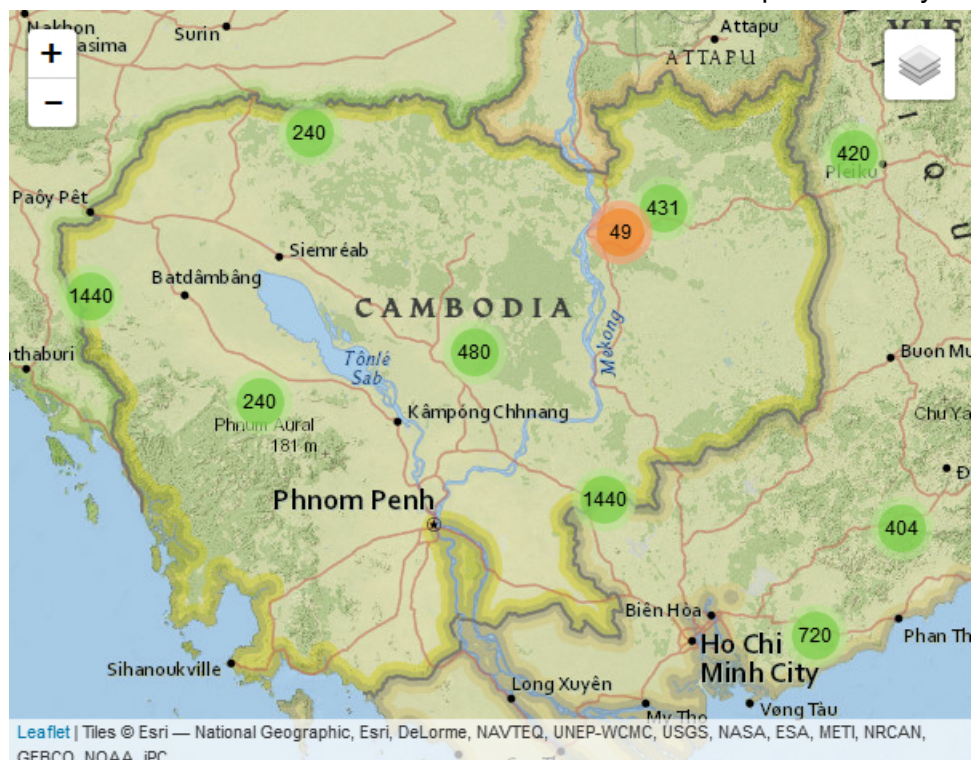 Nakhon
asima
Surin
Attapu
ATTAPU
+
−
240
420
Pleiku
Paôy Pêt
431
49
Siemréab
Batdâmbâng
1440
CAMBODIA
Mekong
thaburi
Tônlé
Sab
480
Buon Mu
240
Phnum Aural
181 m
Kâmpóng Chhnang
Chu Ya
Phnom Penh
1440
404
Biên Hòa
720
Phan Th
Ho Chi
Minh City
Sihanoukville
Long Xuyên
My Tho
Vøng Tàu
Leaflet | Tiles © Esri — National Geographic, Esri, DeLorme, NAVTEQ, UNEP-WCMC, USGS, NASA, ESA, METI, NRCAN,
GEBCO, NOAA, iPC